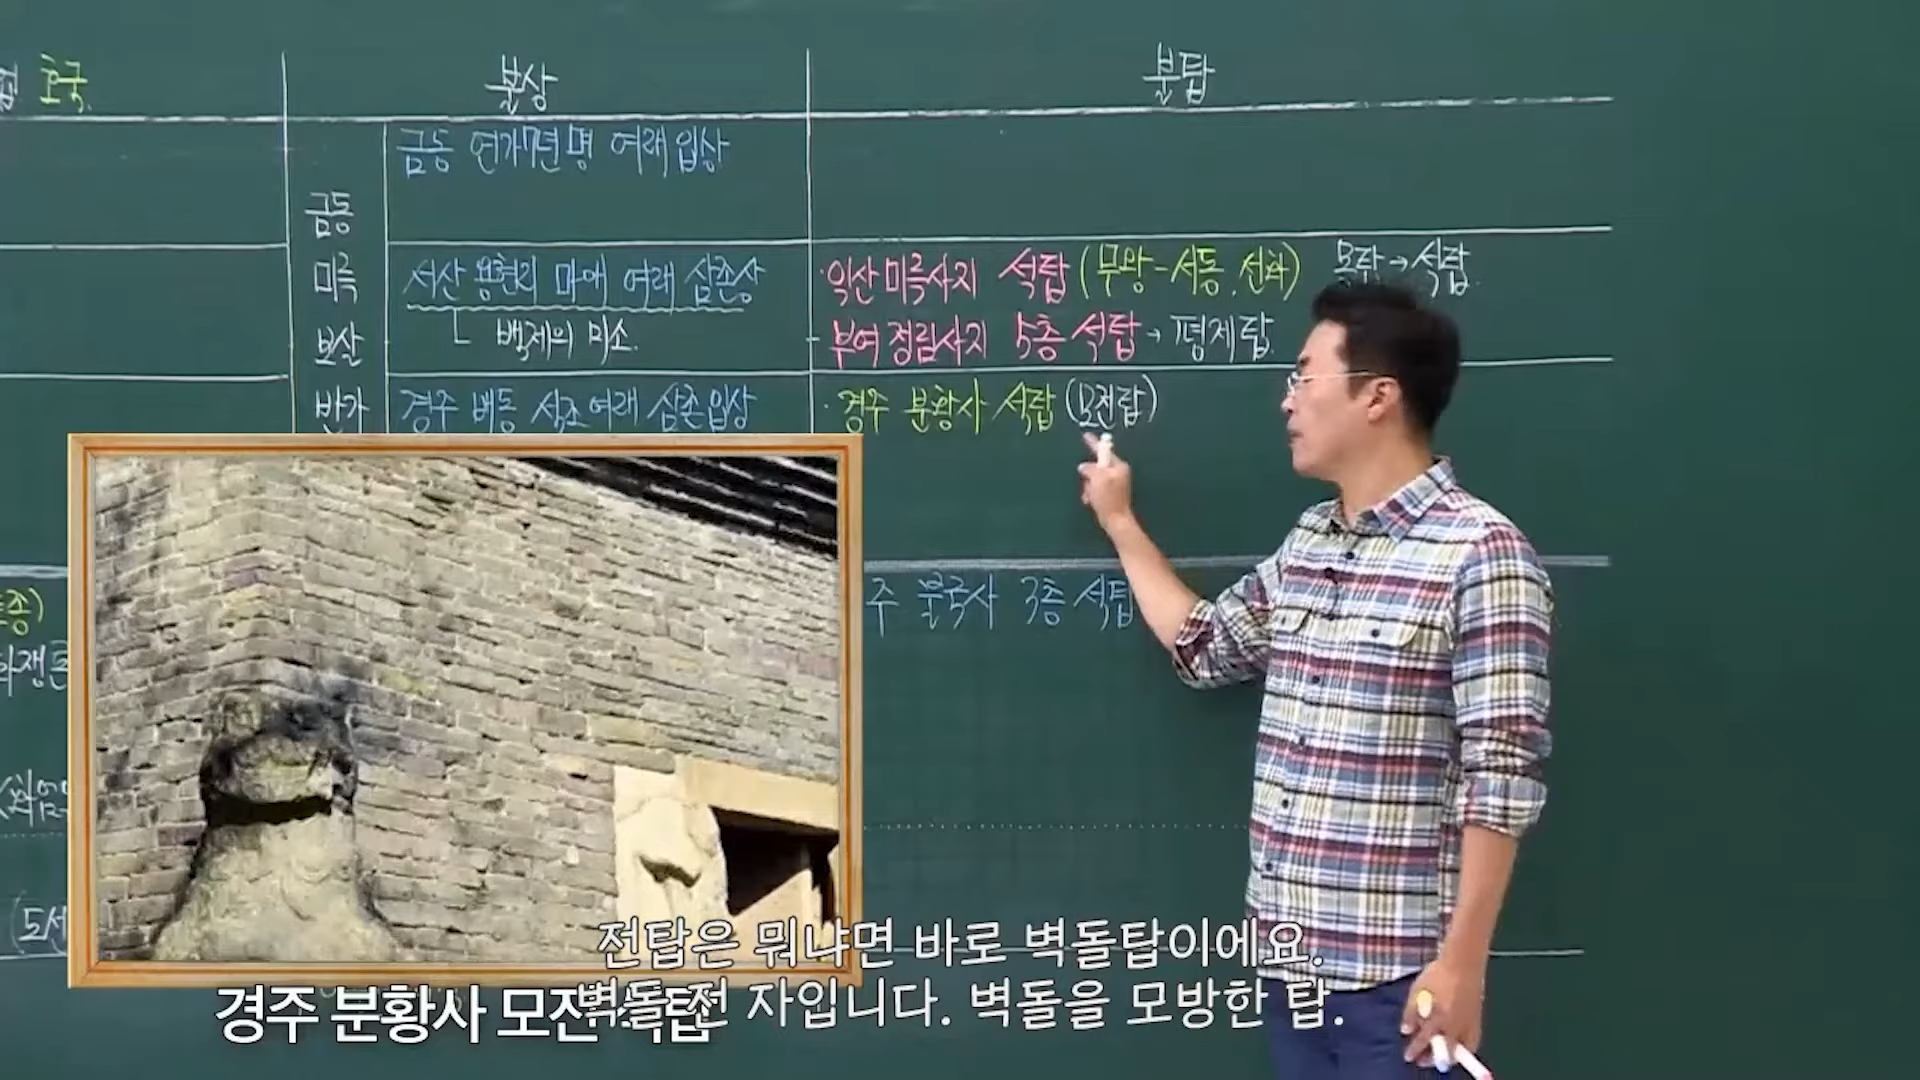 호국.
불상
불탑
금동 연가7년명 여래입상
금동
미륵
보살
반가
서산 용현리 마애 여래 삼존상
백제의 미소.
· 익산 미륵사지 석탑 (무왕-서동, 선화) 목탑→석탑
- 부여 정림사지 5층 석탑 → 평제탑.
경주 배동 석조여래 삼존입상
· 경주 분황사 석탑 (모전탑)
주 불국사 3층 석탑
(도선
전탑은 뭐냐면 바로 벽돌탑이에요.
벽돌 전 자입니다. 벽돌을 모방한 탑.
경주 분황사 모전석탑